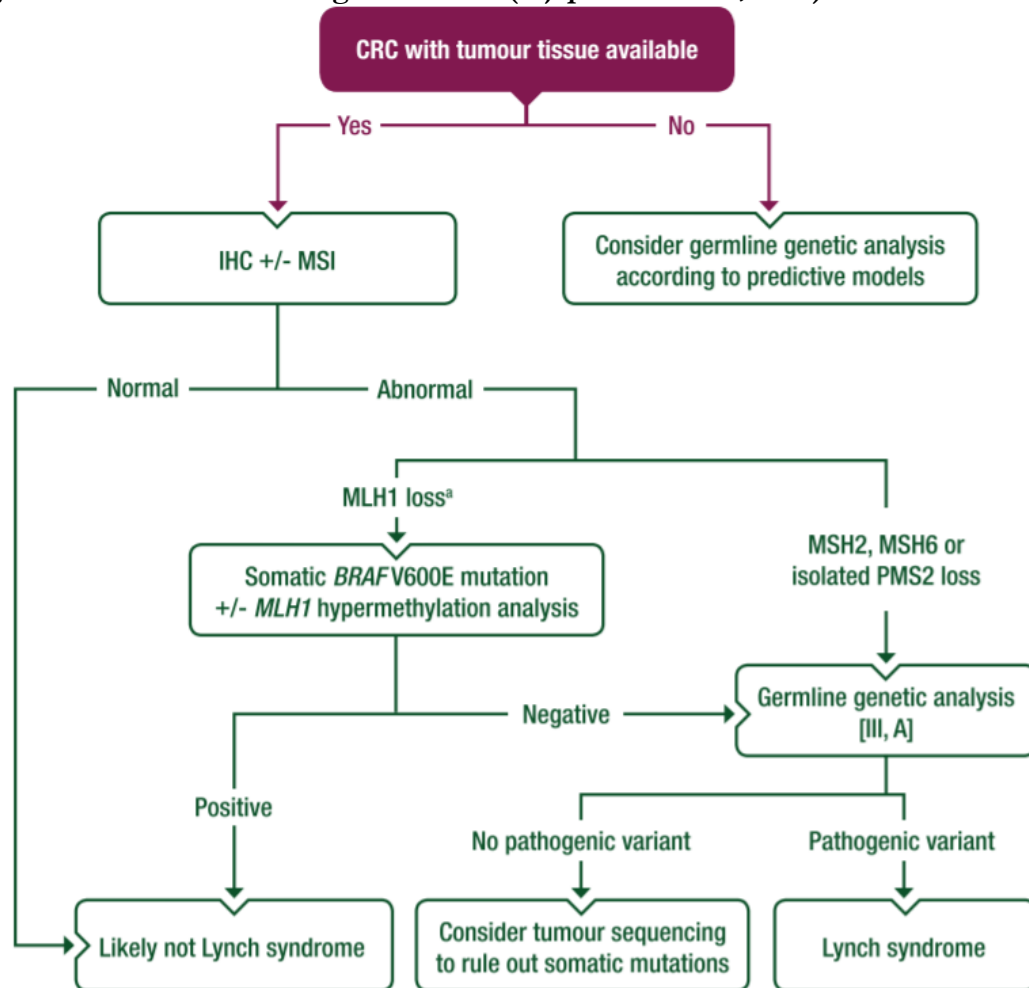 CRC with tumour tissue available
Yes
No
IHC +/- MSI
Consider germline genetic analysis
according to predictive models
Normal
Abnormal
MLH1 lossᵃ
MSH2, MSH6 or
isolated PMS2 loss
Somatic BRAF V600E mutation
+/- MLH1 hypermethylation analysis
Negative
Germline genetic analysis
[III, A]
Positive
No pathogenic variant
Pathogenic variant
Likely not Lynch syndrome
Consider tumour sequencing
to rule out somatic mutations
Lynch syndrome